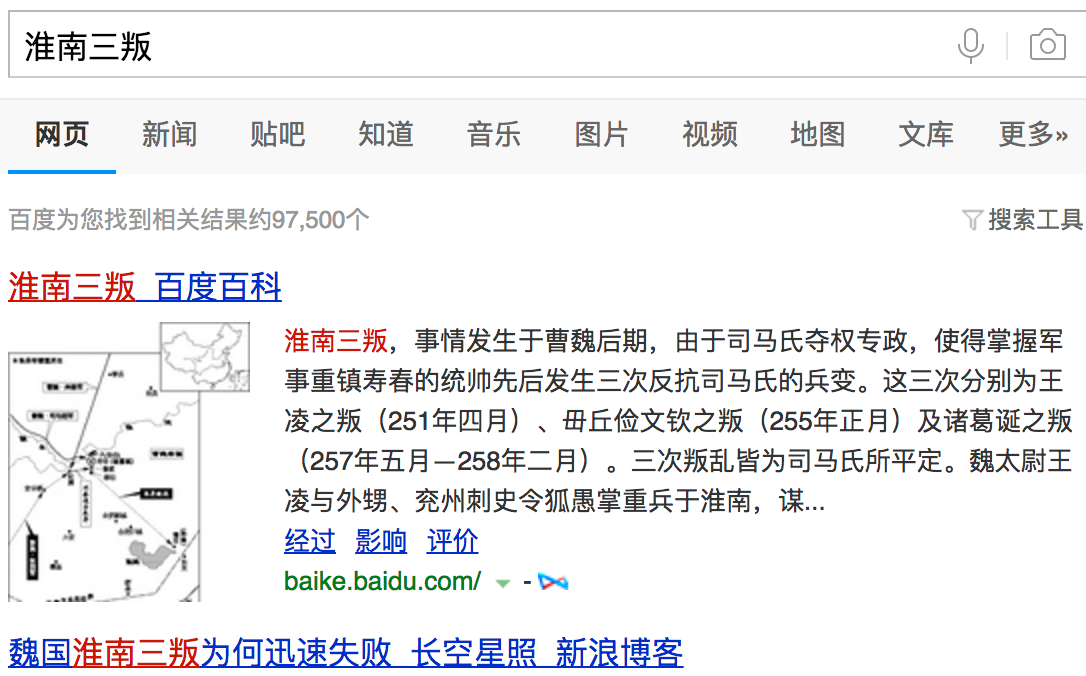 淮南三叛
网页 新闻 贴吧 知道 音乐 图片 视频 地图 文库 更多»
百度为您找到相关结果约97,500个 搜索工具
淮南三叛_百度百科
淮南三叛，事情发生于曹魏后期，由于司马氏夺权专政，使得掌握军
事重镇寿春的统帅先后发生三次反抗司马氏的兵变。这三次分别为王
凌之叛（251年四月）、毌丘俭文钦之叛（255年正月）及诸葛诞之叛
（257年五月—258年二月）。三次叛乱皆为司马氏所平定。魏太尉王
凌与外甥、兖州刺史令狐愚掌重兵于淮南，谋...
经过 影响 评价
baike.baidu.com/ -
魏国淮南三叛为何迅速失败_长空星照_新浪博客